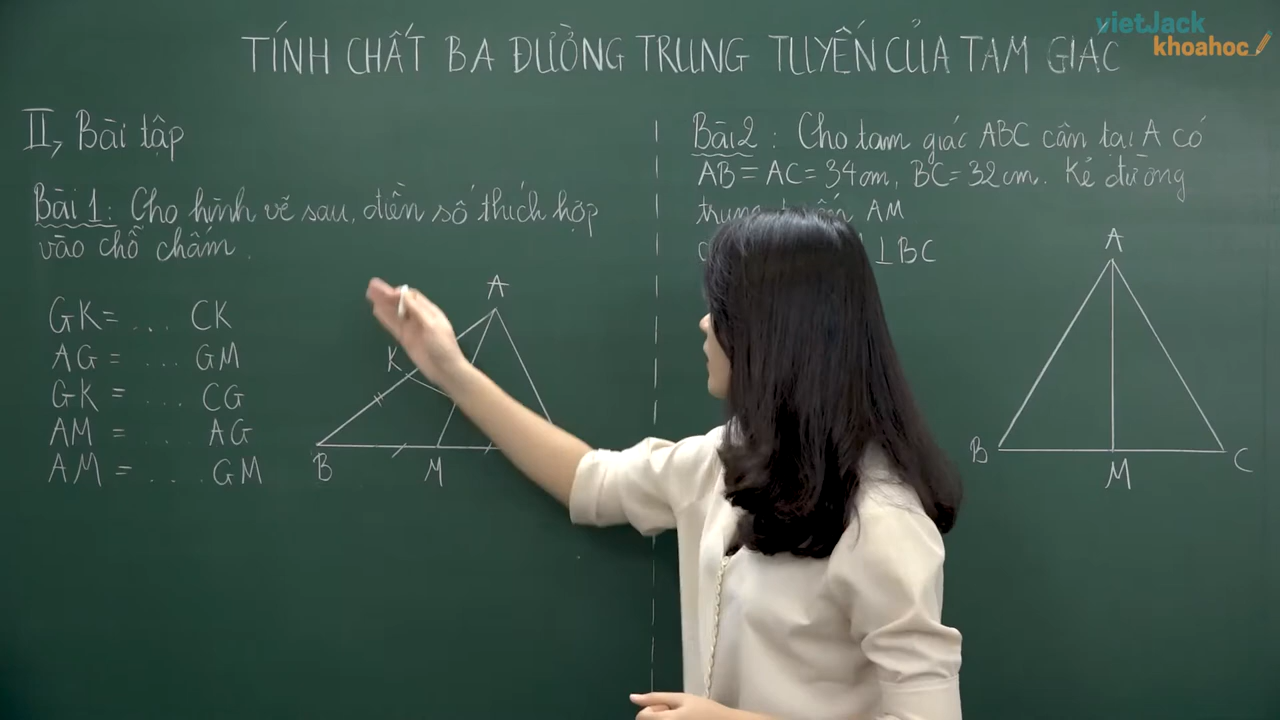 vietJack
khoahoc
TÍNH CHẤT BA ĐƯỜNG TRUNG TUYẾN CỦA TAM GIÁC
II, Bài tập
Bài 1: Cho hình vẽ sau, điền số thích hợp
vào chỗ chấm.
GK = ... CK
AG = ... GM
GK = ... CG
AM = ... AG
AM = .... GM
A
K
B
M
Bài 2: Cho tam giác ABC cân tại A có
AB = AC = 34cm, BC = 32cm. Kẻ đường
AM
⊥BC
A
B
M
C